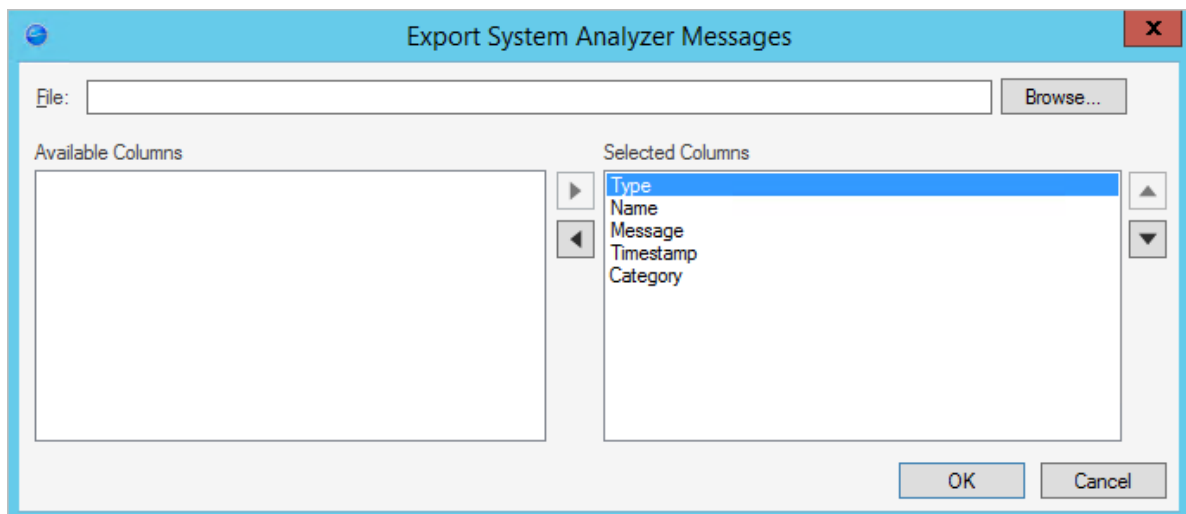 Export System Analyzer Messages
x
File:
Browse...
Available Columns
Selected Columns
Type
Name
Message
Timestamp
Category
OK
Cancel